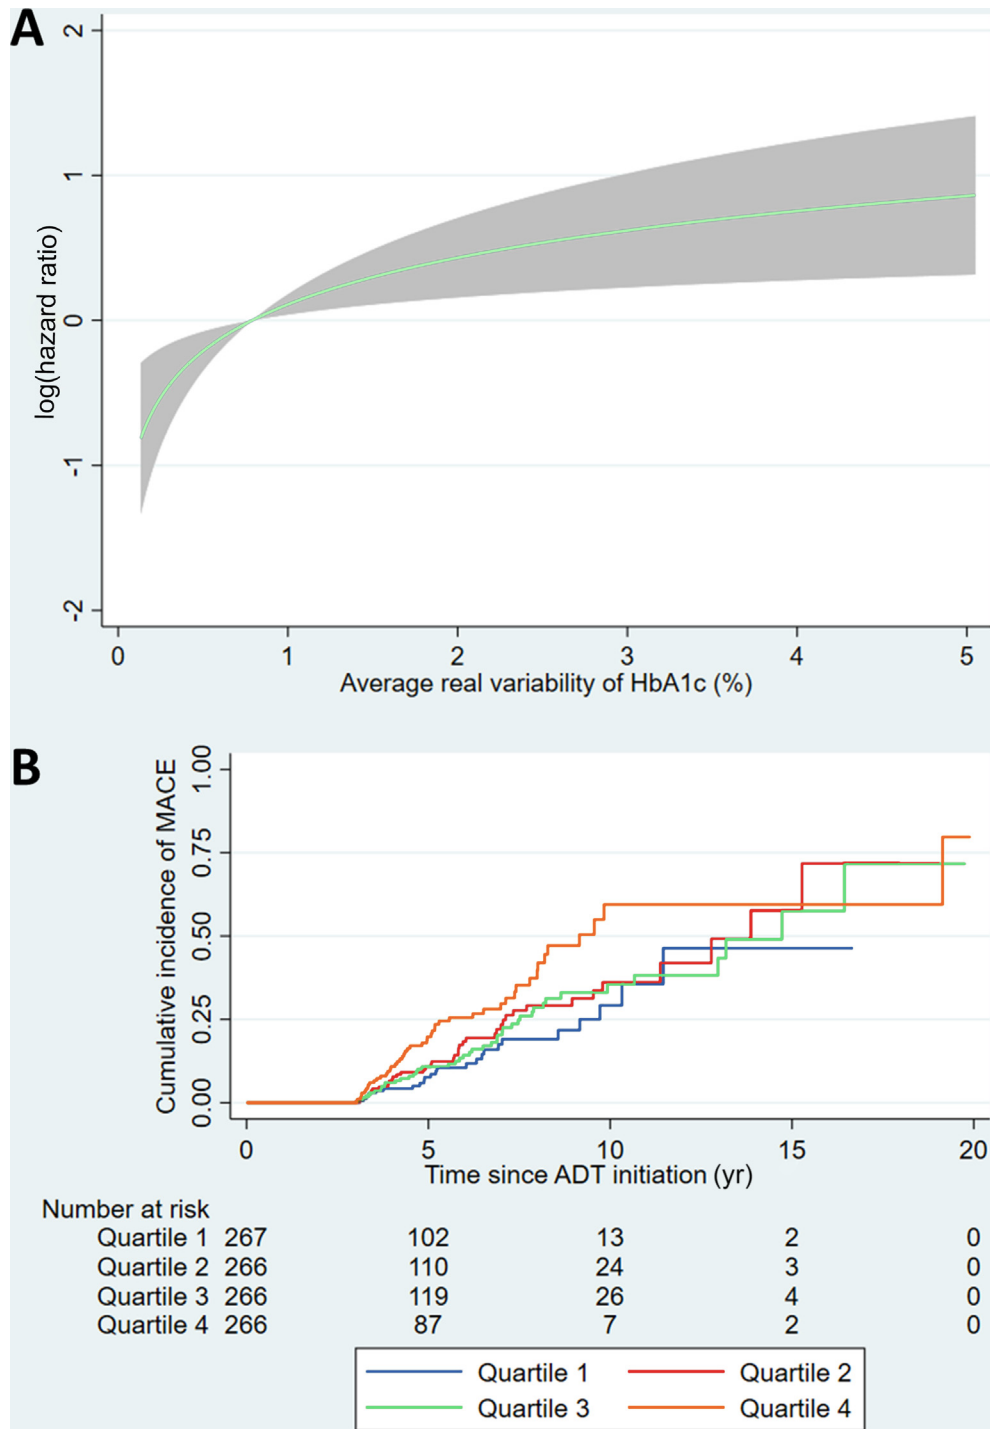 A
2
1
0
-1
-2
log(hazard ratio)
0 1 2 3 4 5
Average real variability of HbA1c (%)
B
1.00
0.75
0.50
0.25
0.00
Cumulative incidence of MACE
0 5 10 15 20
Time since ADT initiation (yr)
Number at risk
Quartile 1 267 102 13 2 0
Quartile 2 266 110 24 3 0
Quartile 3 266 119 26 4 0
Quartile 4 266 87 7 2 0
Quartile 1 Quartile 2
Quartile 3 Quartile 4